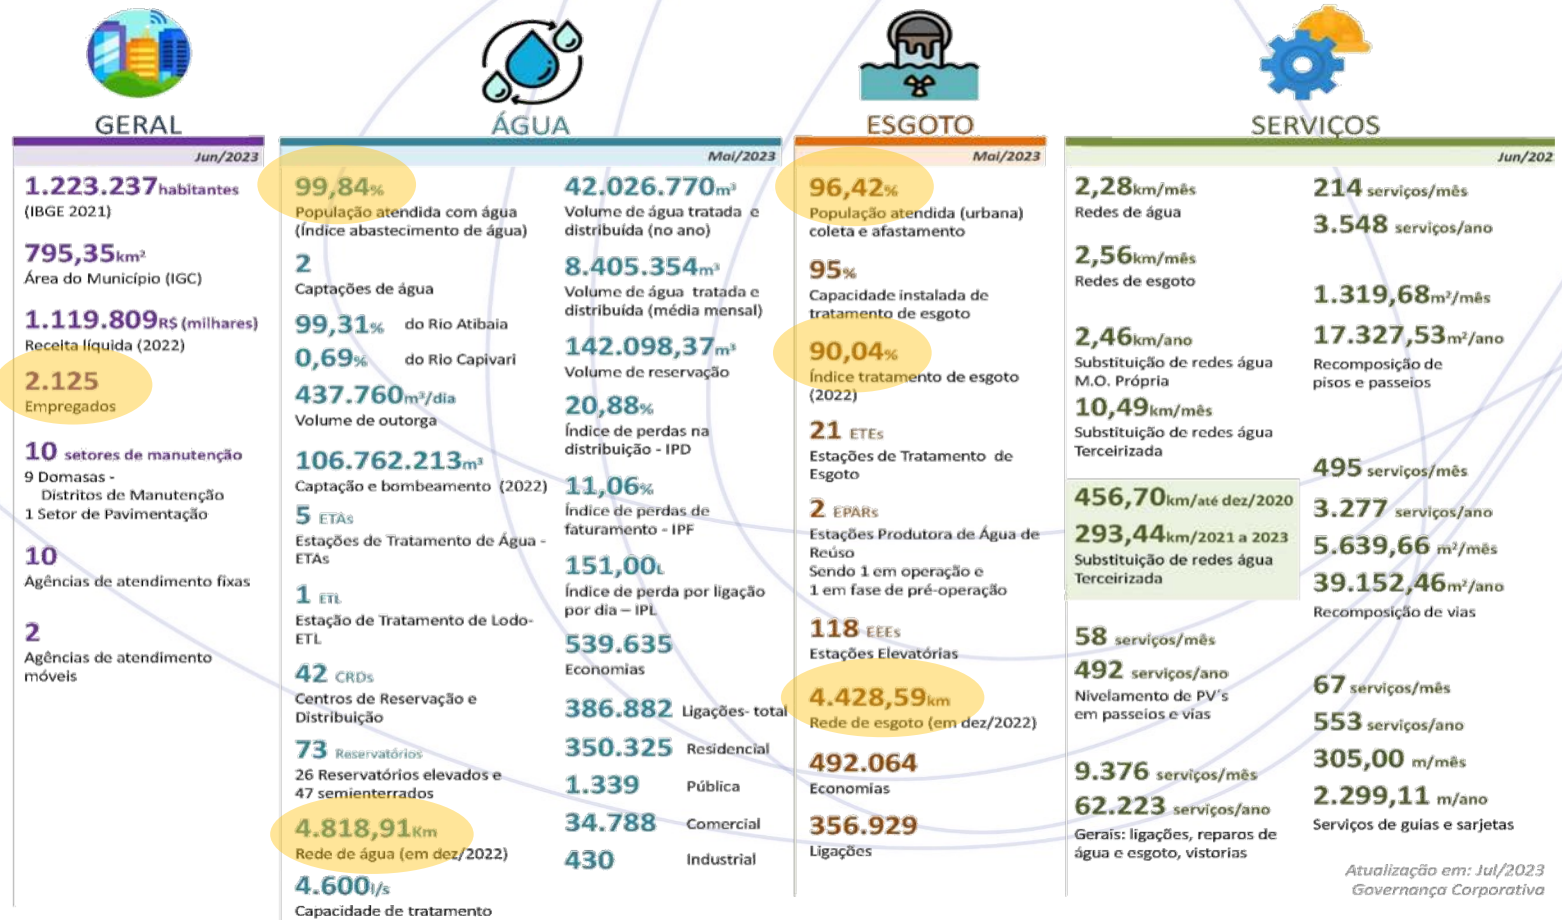 GERAL
Jun/2023
1.223.237 habitantes
(IBGE 2021)
795,35km²
Área do Município (IGC)
1.119.809R$ (milhares)
Receita líquida (2022)
2.125
Empregados
10 setores de manutenção
9 Domasas -
Distritos de Manutenção
1 Setor de Pavimentação
10
Agências de atendimento fixas
2
Agências de atendimento
móveis
ÁGUA
Mai/2023
99,84%
População atendida com água
(Índice abastecimento de água)
2
Captações de água
99,31% do Rio Atibaia
0,69% do Rio Capivari
437.760m³/dia
Volume de outorga
106.762.213m³
Captação e bombeamento (2022)
5 ETAs
Estações de Tratamento de Água -
ETAs
1 ETL
Estação de Tratamento de Lodo-
ETL
42 CRDs
Centros de Reservação e
Distribuição
73 Reservatórios
26 Reservatórios elevados e
47 semienterrados
4.818,91Km
Rede de água (em dez/2022)
4.600l/s
Capacidade de tratamento
42.026.770m³
Volume de água tratada e
distribuída (no ano)
8.405.354m³
Volume de água tratada e
distribuída (média mensal)
142.098,37m³
Volume de reservação
20,88%
Índice de perdas na
distribuição - IPD
11,06%
Índice de perdas de
faturamento - IPF
151,00L
Índice de perda por ligação
por dia – IPL
539.635
Economias
386.882 Ligações- total
350.325 Residencial
1.339 Pública
34.788 Comercial
430 Industrial
ESGOTO
Mai/2023
96,42%
População atendida (urbana)
coleta e afastamento
95%
Capacidade instalada de
tratamento de esgoto
90,04%
Índice tratamento de esgoto
(2022)
21 ETEs
Estações de Tratamento de
Esgoto
2 EPARs
Estações Produtora de Água de
Reúso
Sendo 1 em operação e
1 em fase de pré-operação
118 EEEs
Estações Elevatórias
4.428,59km
Rede de esgoto (em dez/2022)
492.064
Economias
356.929
Ligações
SERVIÇOS
Jun/202
2,28km/mês
Redes de água
2,56km/mês
Redes de esgoto
2,46km/ano
Substituição de redes água
M.O. Própria
10,49km/mês
Substituição de redes água
Terceirizada
456,70km/até dez/2020
293,44km/2021 a 2023
Substituição de redes água
Terceirizada
58 serviços/mês
492 serviços/ano
Nivelamento de PV´s
em passeios e vias
9.376 serviços/mês
62.223 serviços/ano
Gerais: ligações, reparos de
água e esgoto, vistorias
214 serviços/mês
3.548 serviços/ano
1.319,68m²/mês
17.327,53m²/ano
Recomposição de
pisos e passeios
495 serviços/mês
3.277 serviços/ano
5.639,66 m²/mês
39.152,46m²/ano
Recomposição de vias
67 serviços/mês
553 serviços/ano
305,00 m/mês
2.299,11 m/ano
Serviços de guias e sarjetas
Atualização em: Jul/2023
Governança Corporativa